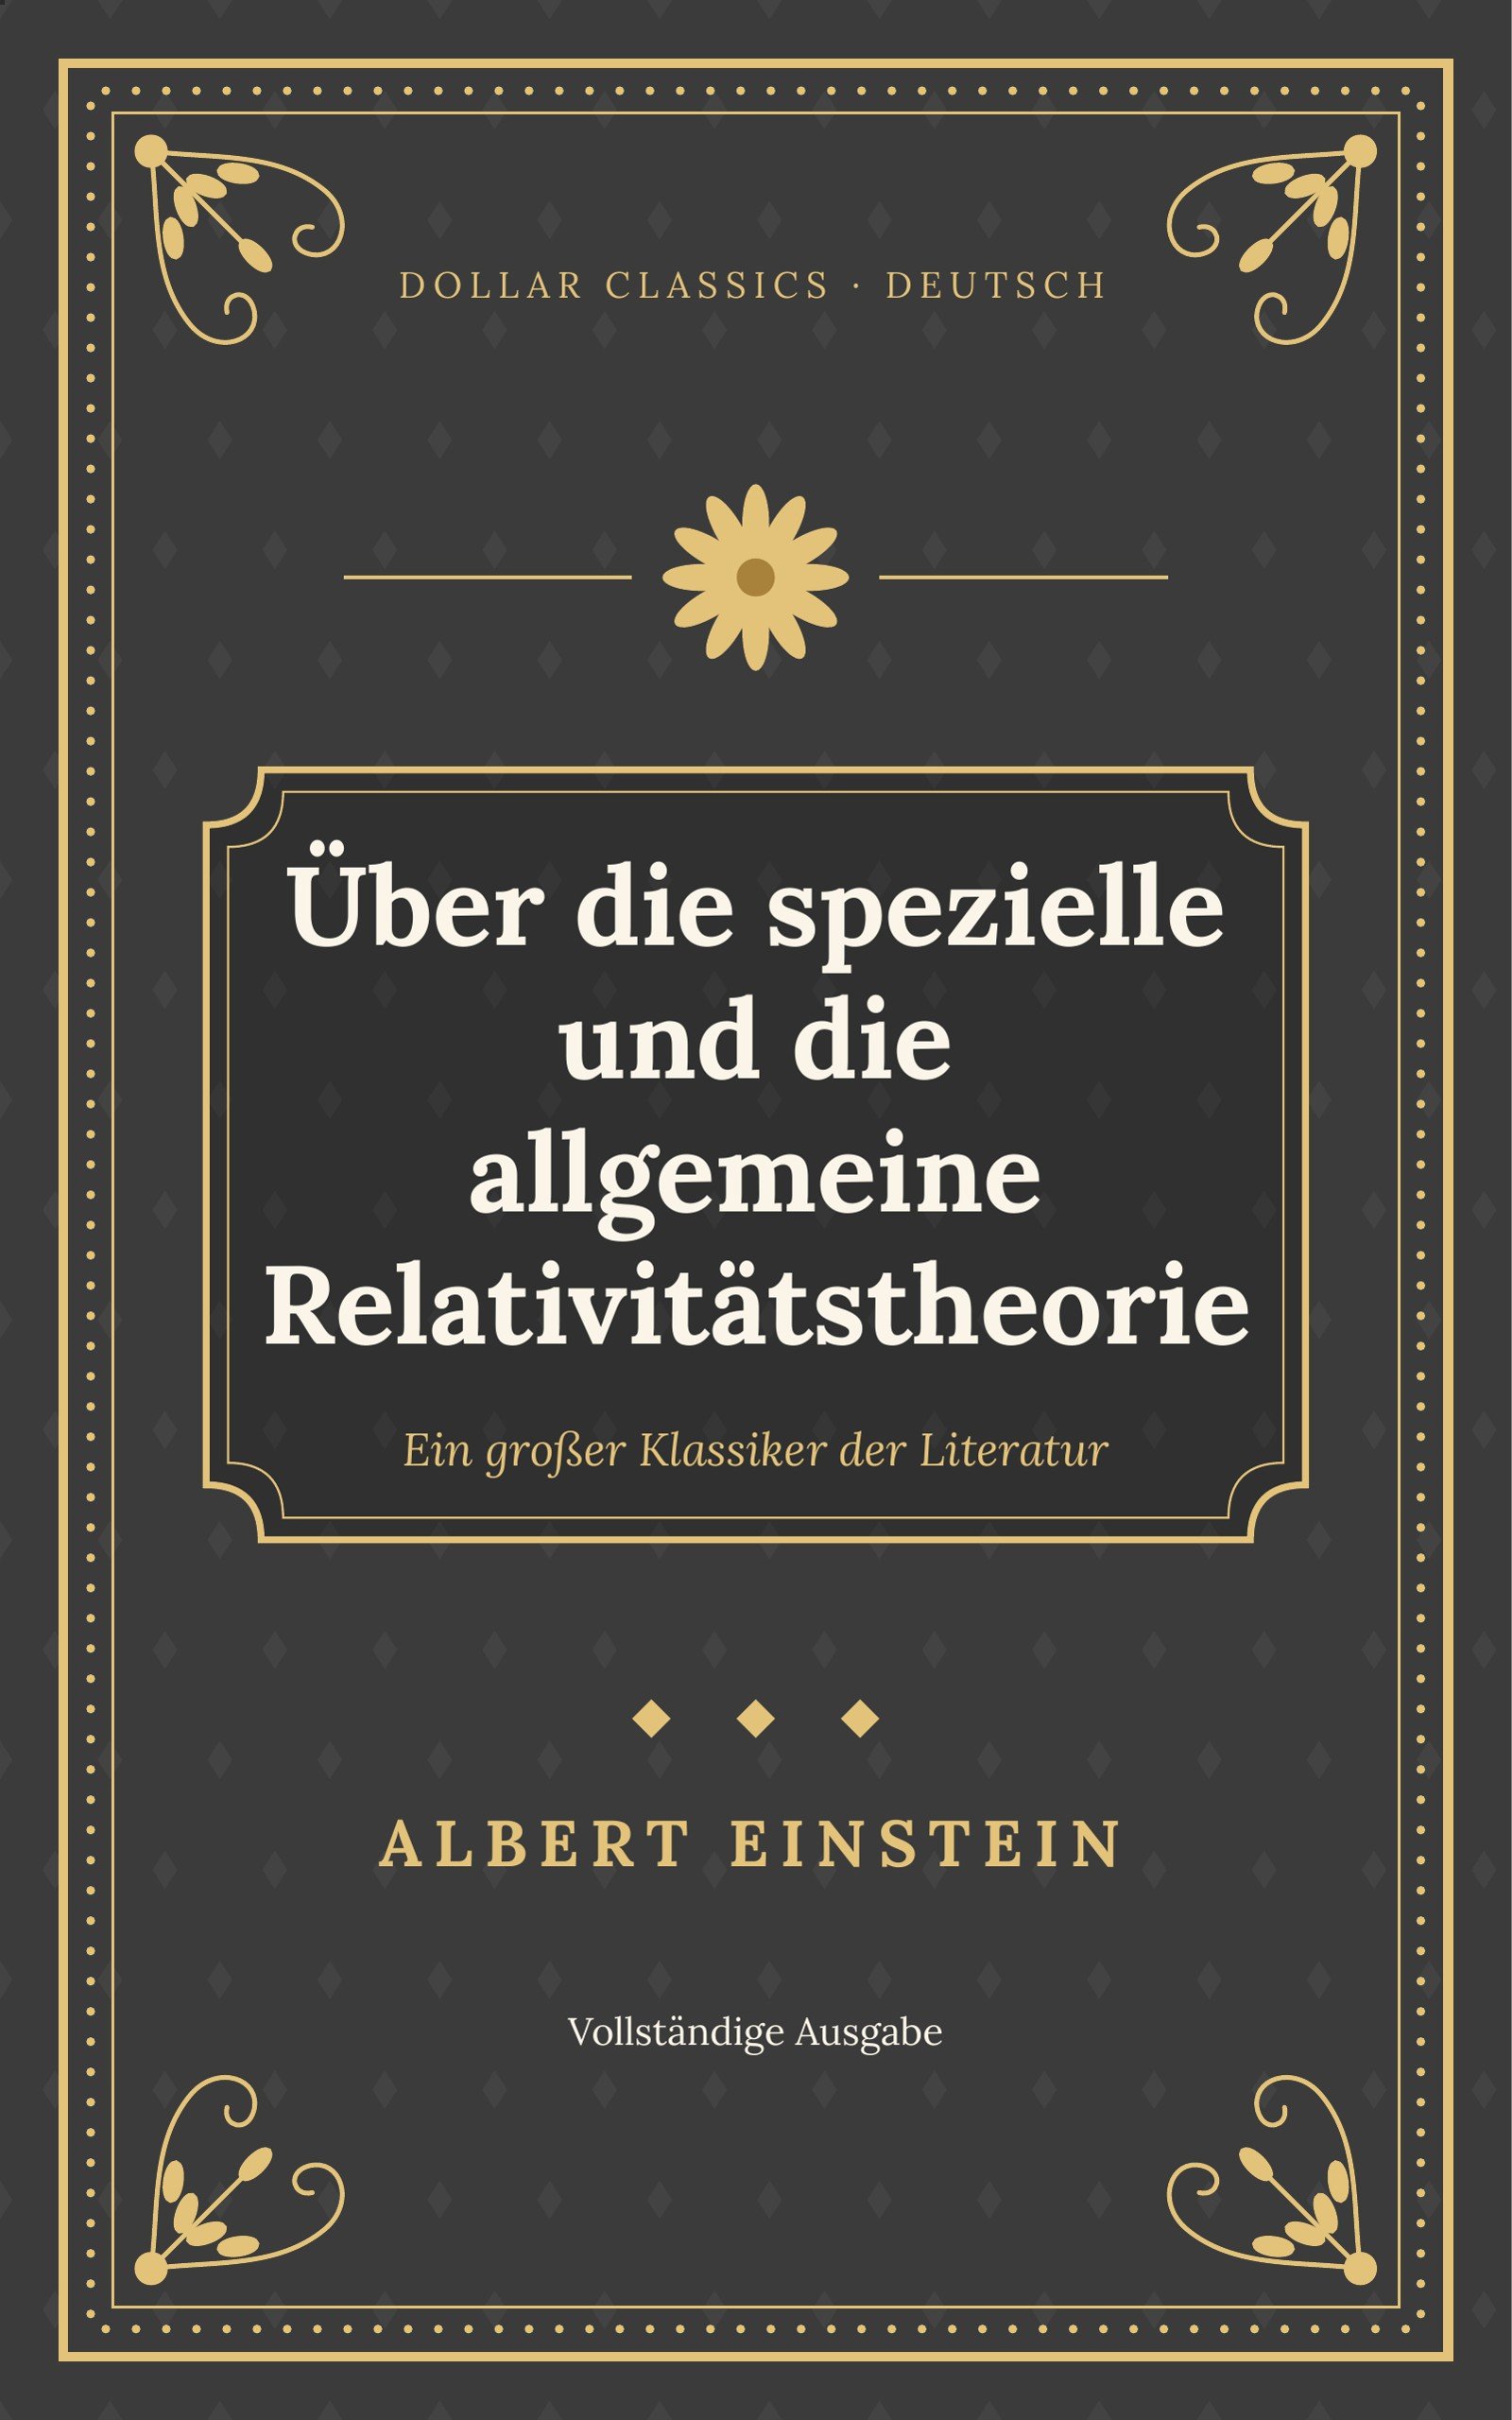 DOLLAR CLASSICS · DEUTSCH
Über die spezielle
und die
allgemeine
Relativitätstheorie
Ein großer Klassiker der Literatur
ALBERT EINSTEIN
Vollständige Ausgabe